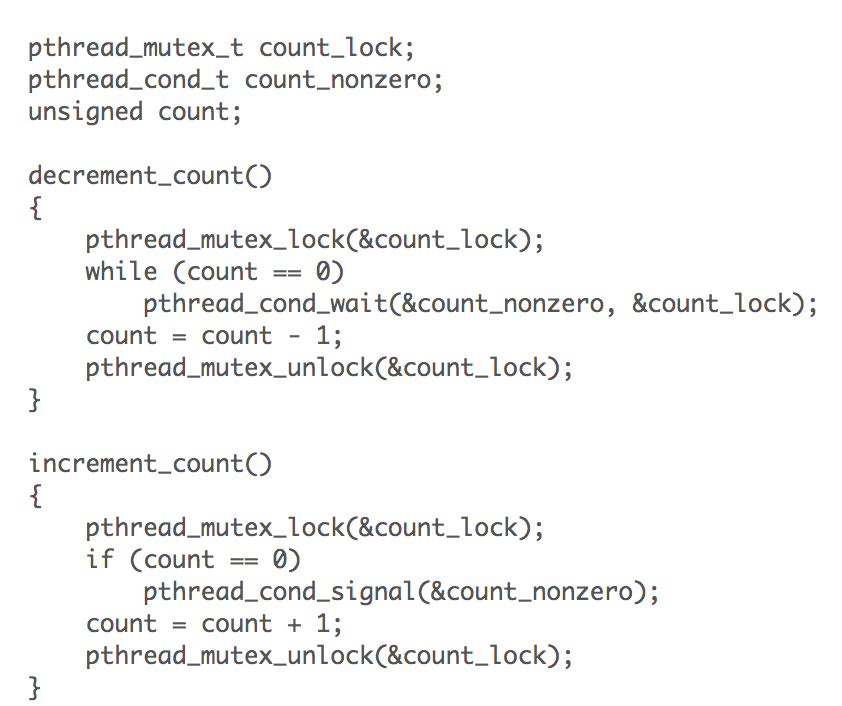 pthread_mutex_t count_lock;
pthread_cond_t count_nonzero;
unsigned count;

decrement_count()
{
    pthread_mutex_lock(&count_lock);
    while (count == 0)
        pthread_cond_wait(&count_nonzero, &count_lock);
    count = count - 1;
    pthread_mutex_unlock(&count_lock);
}

increment_count()
{
    pthread_mutex_lock(&count_lock);
    if (count == 0)
        pthread_cond_signal(&count_nonzero);
    count = count + 1;
    pthread_mutex_unlock(&count_lock);
}